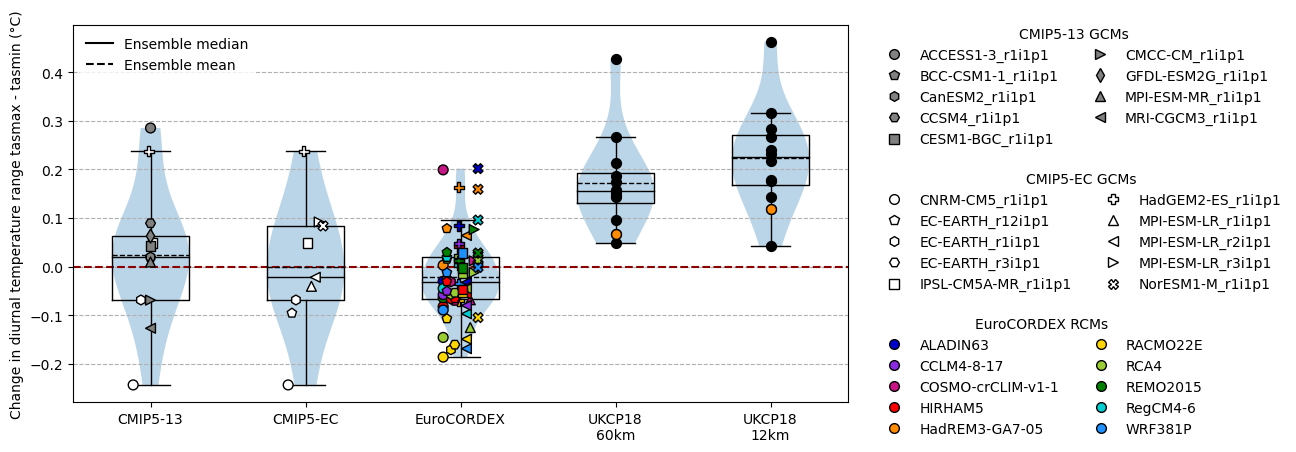 Change in diurnal temperature range tasmax - tasmin (°C)
Ensemble median
Ensemble mean
0.4
0.3
0.2
0.1
0.0
−0.1
−0.2
CMIP5-13
CMIP5-EC
EuroCORDEX
UKCP18
60km
UKCP18
12km
CMIP5-13 GCMs
ACCESS1-3_r1i1p1
BCC-CSM1-1_r1i1p1
CanESM2_r1i1p1
CCSM4_r1i1p1
CESM1-BGC_r1i1p1
CMCC-CM_r1i1p1
GFDL-ESM2G_r1i1p1
MPI-ESM-MR_r1i1p1
MRI-CGCM3_r1i1p1
CMIP5-EC GCMs
CNRM-CM5_r1i1p1
EC-EARTH_r12i1p1
EC-EARTH_r1i1p1
EC-EARTH_r3i1p1
IPSL-CM5A-MR_r1i1p1
HadGEM2-ES_r1i1p1
MPI-ESM-LR_r1i1p1
MPI-ESM-LR_r2i1p1
MPI-ESM-LR_r3i1p1
NorESM1-M_r1i1p1
EuroCORDEX RCMs
ALADIN63
CCLM4-8-17
COSMO-crCLIM-v1-1
HIRHAM5
HadREM3-GA7-05
RACMO22E
RCA4
REMO2015
RegCM4-6
WRF381P